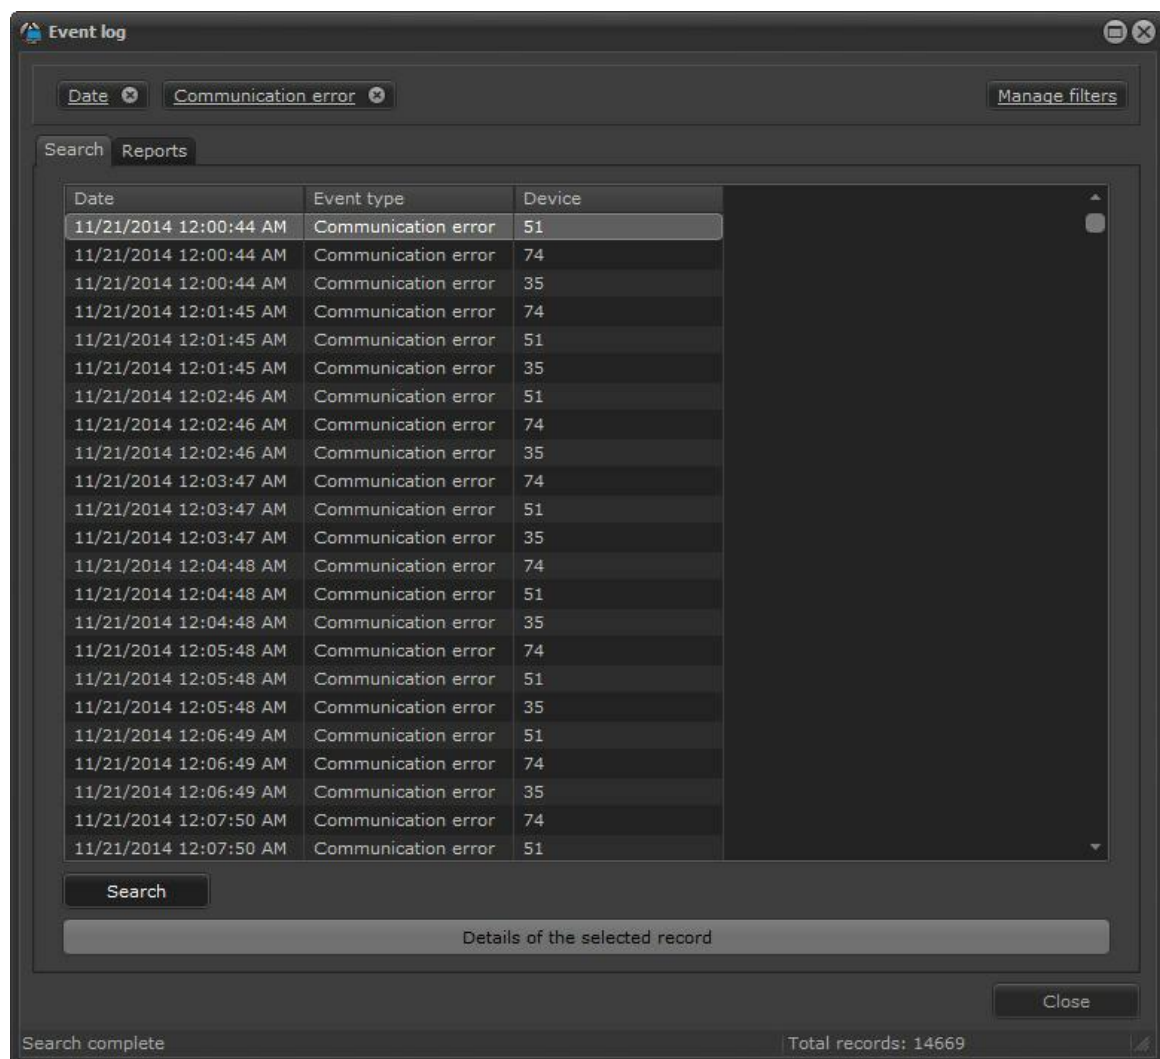 Event log
Date Communication error Manage filters
Search Reports
Date Event type Device
11/21/2014 12:00:44 AM Communication error 51
11/21/2014 12:00:44 AM Communication error 74
11/21/2014 12:00:44 AM Communication error 35
11/21/2014 12:01:45 AM Communication error 74
11/21/2014 12:01:45 AM Communication error 51
11/21/2014 12:01:45 AM Communication error 35
11/21/2014 12:02:46 AM Communication error 51
11/21/2014 12:02:46 AM Communication error 74
11/21/2014 12:02:46 AM Communication error 35
11/21/2014 12:03:47 AM Communication error 74
11/21/2014 12:03:47 AM Communication error 51
11/21/2014 12:03:47 AM Communication error 35
11/21/2014 12:04:48 AM Communication error 74
11/21/2014 12:04:48 AM Communication error 51
11/21/2014 12:04:48 AM Communication error 35
11/21/2014 12:05:48 AM Communication error 74
11/21/2014 12:05:48 AM Communication error 51
11/21/2014 12:05:48 AM Communication error 35
11/21/2014 12:06:49 AM Communication error 51
11/21/2014 12:06:49 AM Communication error 74
11/21/2014 12:06:49 AM Communication error 35
11/21/2014 12:07:50 AM Communication error 74
11/21/2014 12:07:50 AM Communication error 51
Search
Details of the selected record
Close
Search complete Total records: 14669